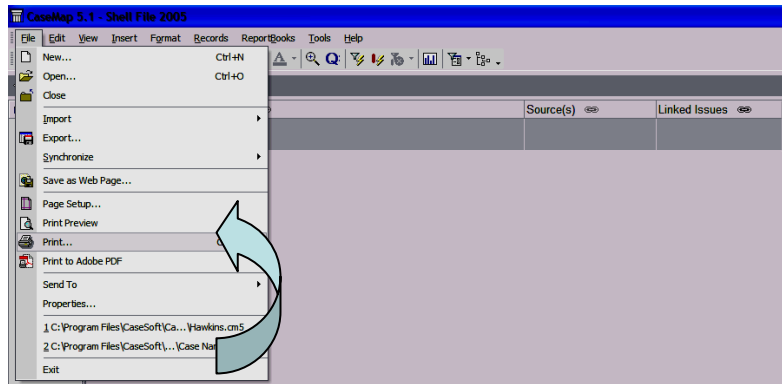 CaseMap 5.1 - Shell File 2005
File Edit View Insert Format Records ReportBooks Tools Help
New... Ctrl+N
Open... Ctrl+O
Close
Source(s) Linked Issues
Import
Export...
Synchronize
Save as Web Page...
Page Setup...
Print Preview
Print...
Print to Adobe PDF
Send To
Properties...
1 C:\Program Files\CaseSoft\Ca...\Hawkins.cm5
2 C:\Program Files\CaseSoft\...\Case
Exit